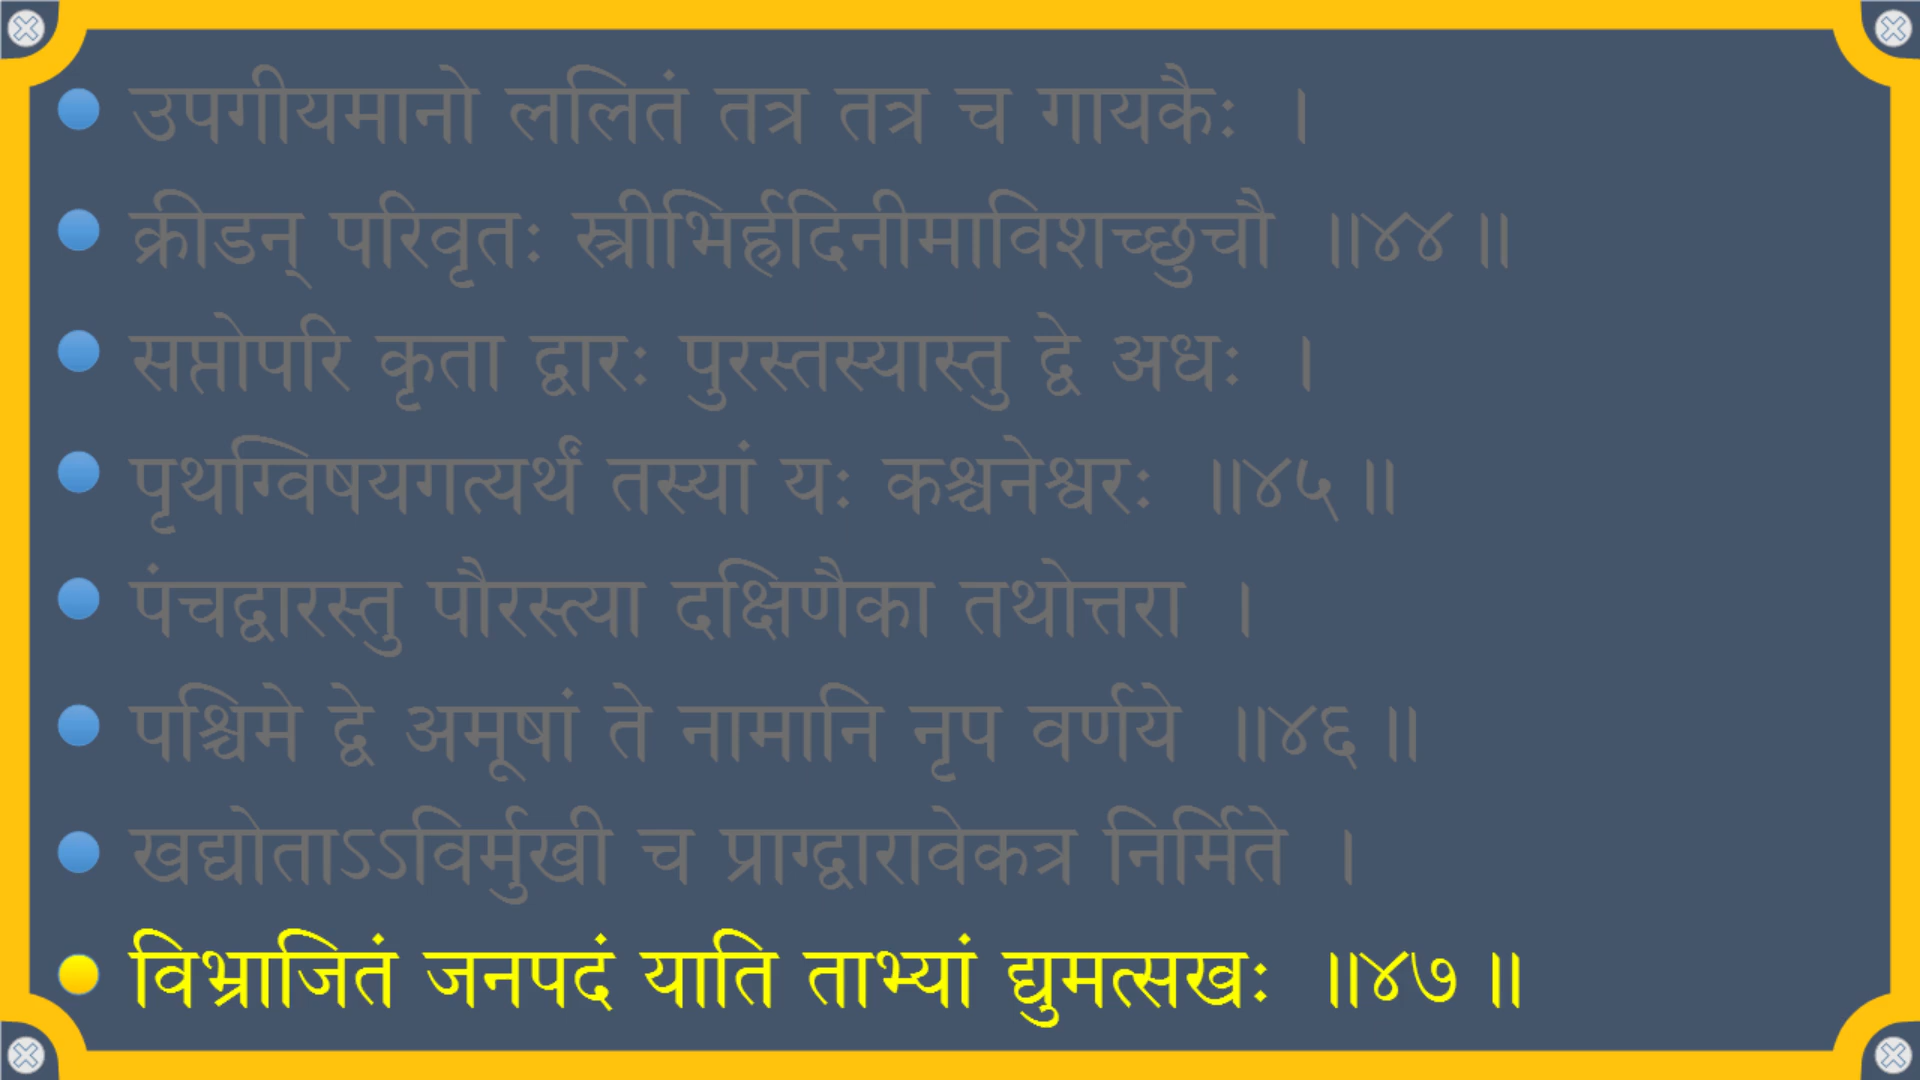 उपगीयमानो ललितं तत्र तत्र च गायकैः ।
क्रीडन् परिवृतः स्त्रीभिर्ह्रदिनीमाविशच्छुचौ ॥४४॥
सप्तोपरि कृता द्वारः पुरस्तस्यास्तु द्वे अधः ।
पृथग्विषयगत्यर्थं तस्यां यः कश्चनेश्वरः ॥४५॥
पंचद्वारस्तु पौरस्त्या दक्षिणैका तथोत्तरा ।
पश्चिमे द्वे अमूषां ते नामानि नृप वर्णये ॥४६॥
खद्योताऽऽविर्मुखी च प्राग्द्वारावेकत्र निर्मिते ।
विभ्राजितं जनपदं याति ताभ्यां द्युमत्सखः ॥४७॥